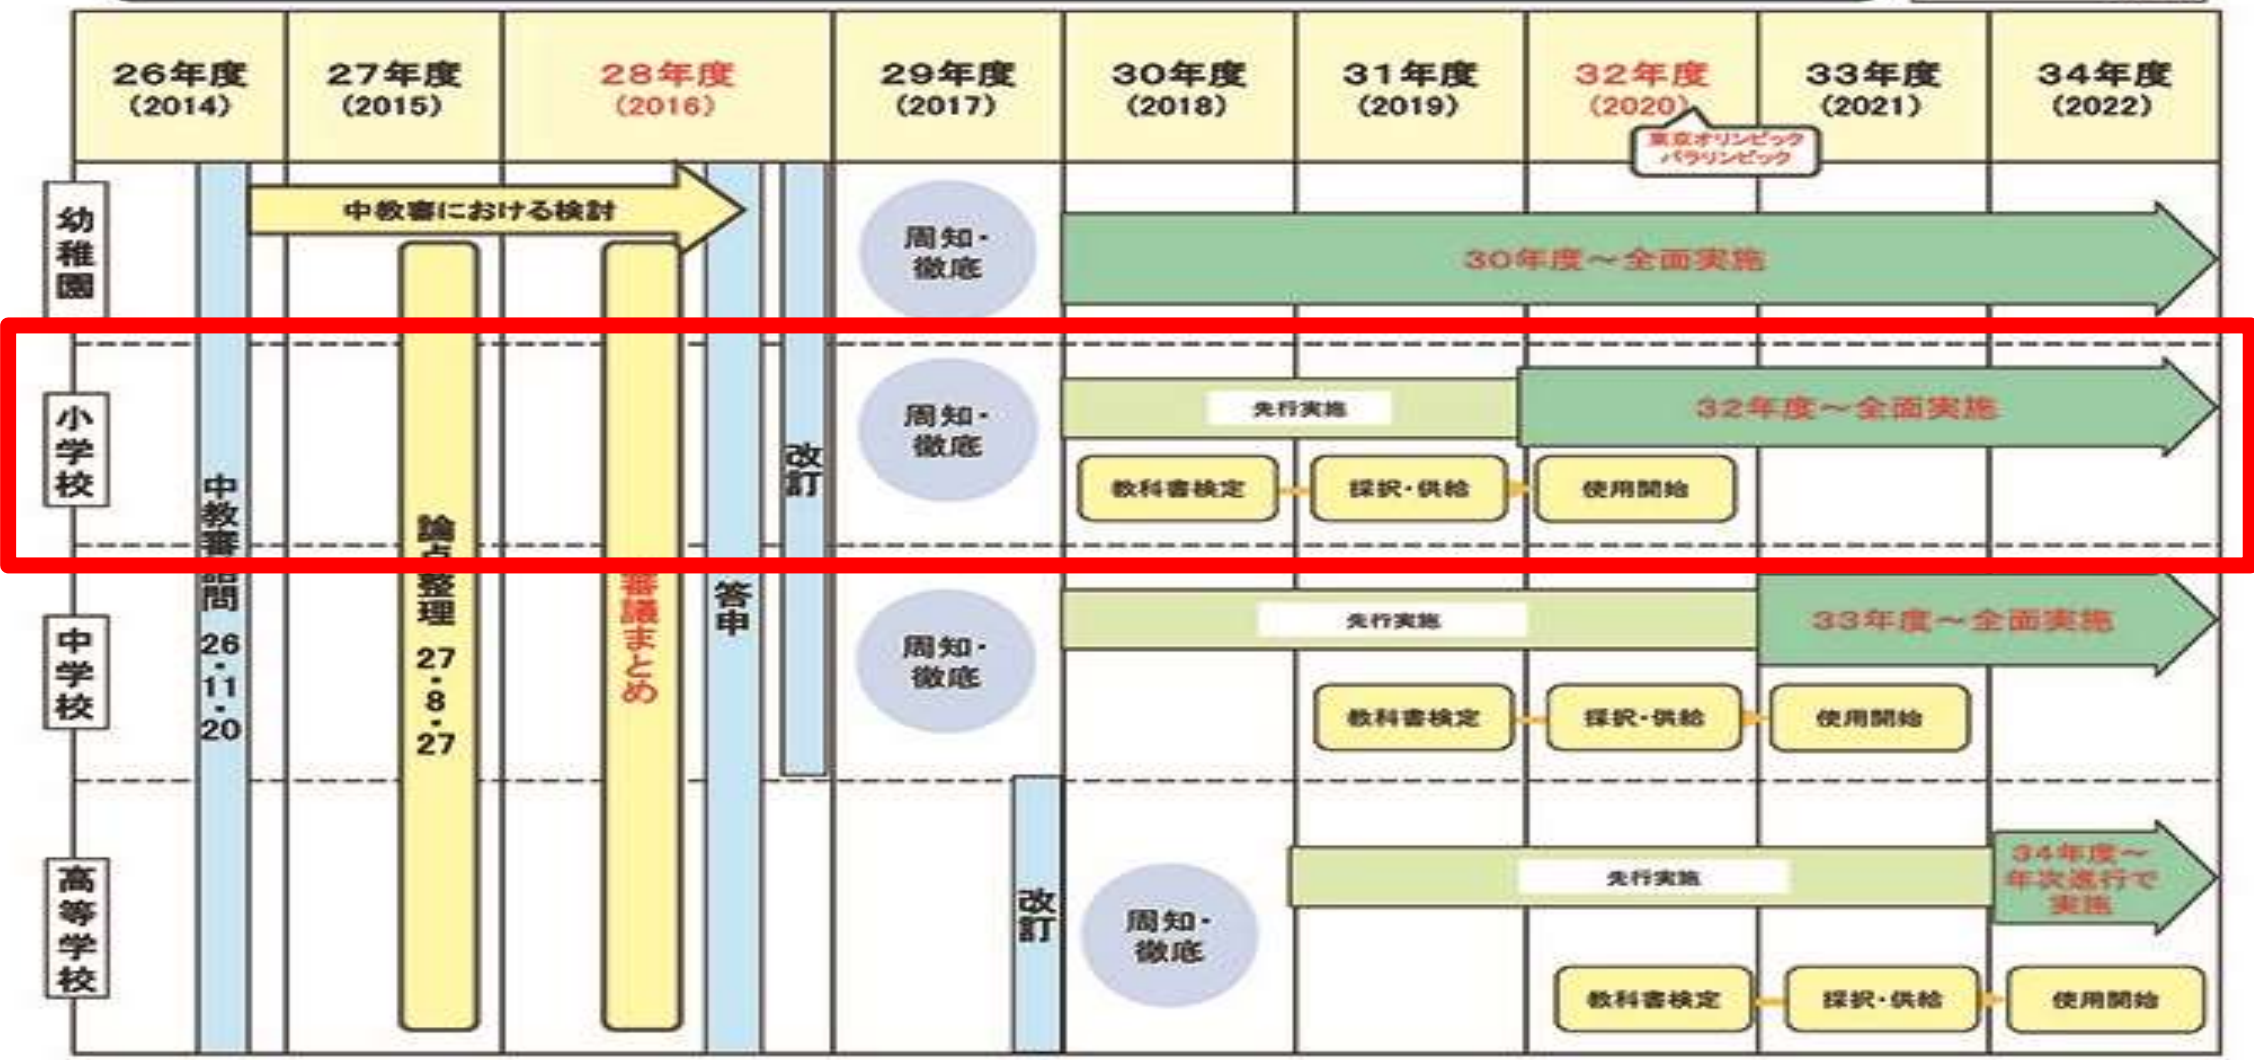 26年度
(2014)
27年度
(2015)
28年度
(2016)
29年度
(2017)
30年度
(2018)
31年度
(2019)
32年度
(2020)
33年度
(2021)
34年度
(2022)
東京オリンピック
パラリンピック
幼稚園
中教審における検討
周知・
徹底
30年度～全面実施
小学校
周知・
徹底
先行実施
32年度～全面実施
教科書検定
採択・供給
使用開始
中教審諮問 26・11・20
論点整理 27・8・27
審議まとめ
答申
改訂
中学校
周知・
徹底
先行実施
33年度～全面実施
教科書検定
採択・供給
使用開始
高等学校
改訂
周知・
徹底
先行実施
34年度～
年次進行で
実施
教科書検定
採択・供給
使用開始